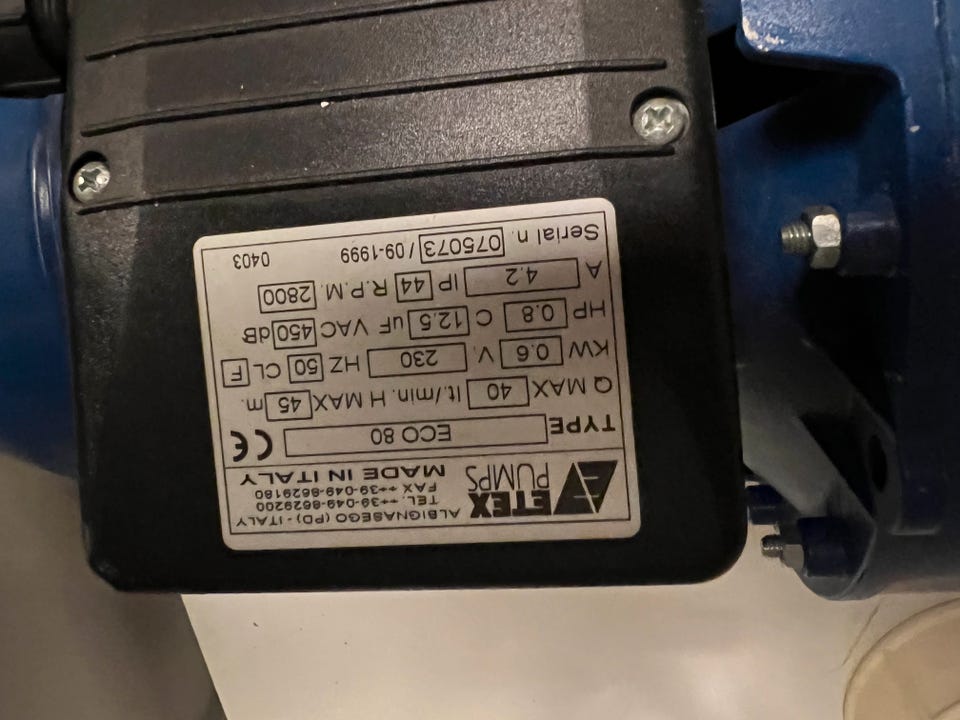 ETEX
PUMPS
ALBIGNASEGO (PD) - ITALY
TEL. ++39-049-8629200
FAX ++39-049-8629180
MADE IN ITALY
TYPE ECO 80 CE
Q MAX 40 lt./min. H MAX 45 m.
KW 0.6 V. 230 HZ 50 CL F
HP 0.8 C 12.5 uF VAC 450 dB
A 4.2 IP 44 R.P.M. 2800
Serial n. 075073 / 09-1999 0403